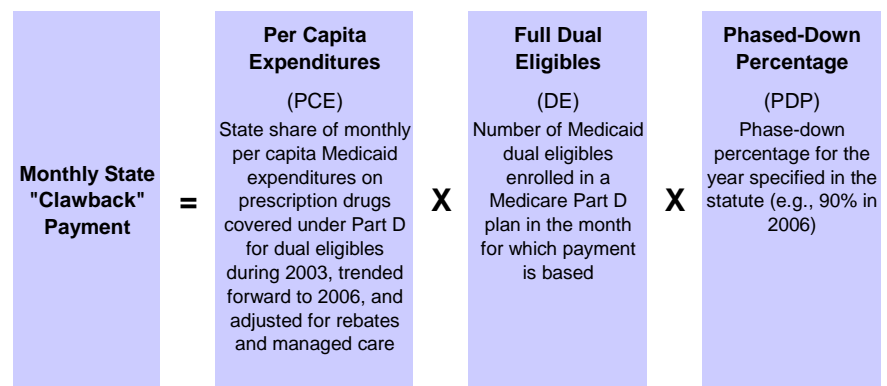 Monthly State
"Clawback"
Payment
=
Per Capita
Expenditures
(PCE)
State share of monthly
per capita Medicaid
expenditures on
prescription drugs
covered under Part D
for dual eligibles
during 2003, trended
forward to 2006, and
adjusted for rebates
and managed care
X
Full Dual
Eligibles
(DE)
Number of Medicaid
dual eligibles
enrolled in a
Medicare Part D
plan in the month
for which payment
is based
X
Phased-Down
Percentage
(PDP)
Phase-down
percentage for the
year specified in the
statute (e.g., 90% in
2006)